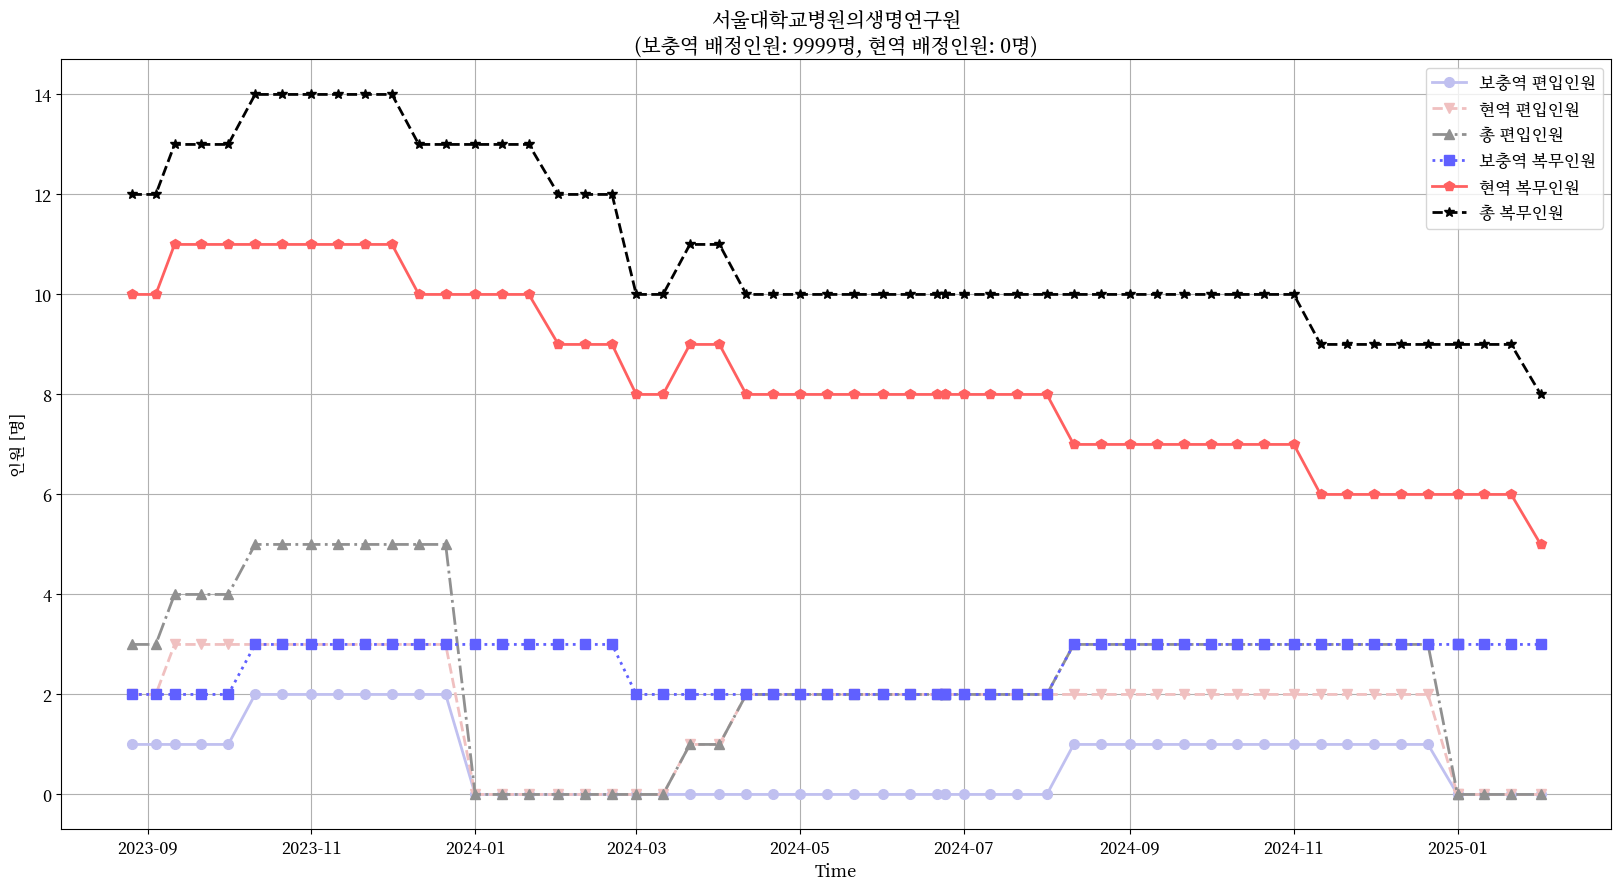 서울대학교병원의생명연구원
(보충역 배정인원: 9999명, 현역 배정인원: 0명)
보충역 편입인원
현역 편입인원
총 편입인원
보충역 복무인원
현역 복무인원
총 복무인원
14
12
10
8
6
4
2
0
인원 [명]
2023-09
2023-11
2024-01
2024-03
2024-05
2024-07
2024-09
2024-11
2025-01
Time